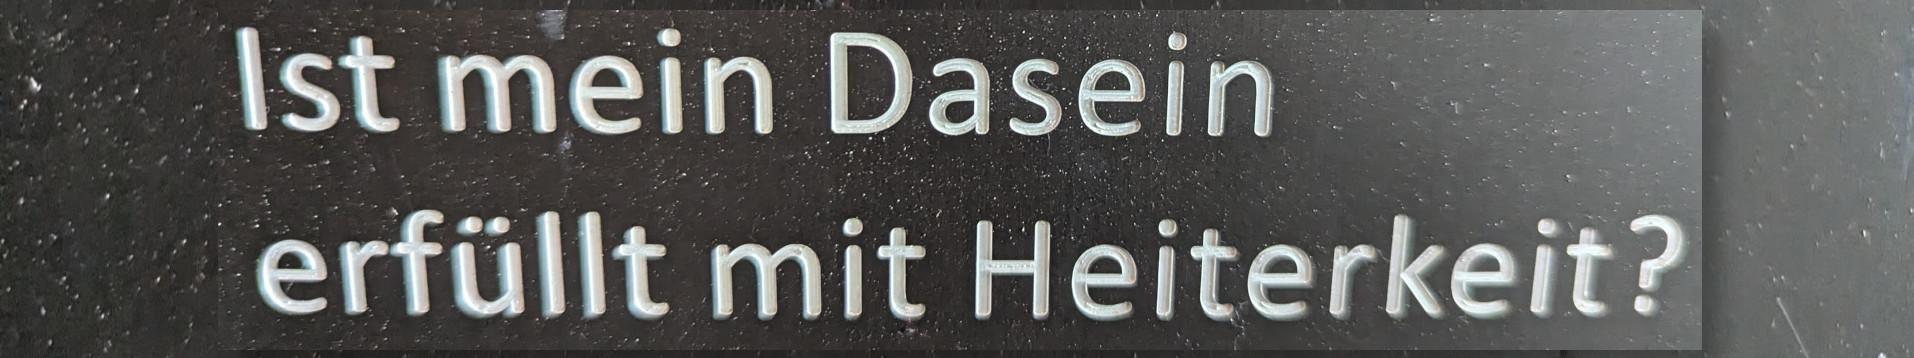 Ist mein Dasein
erfüllt mit Heiterkeit?